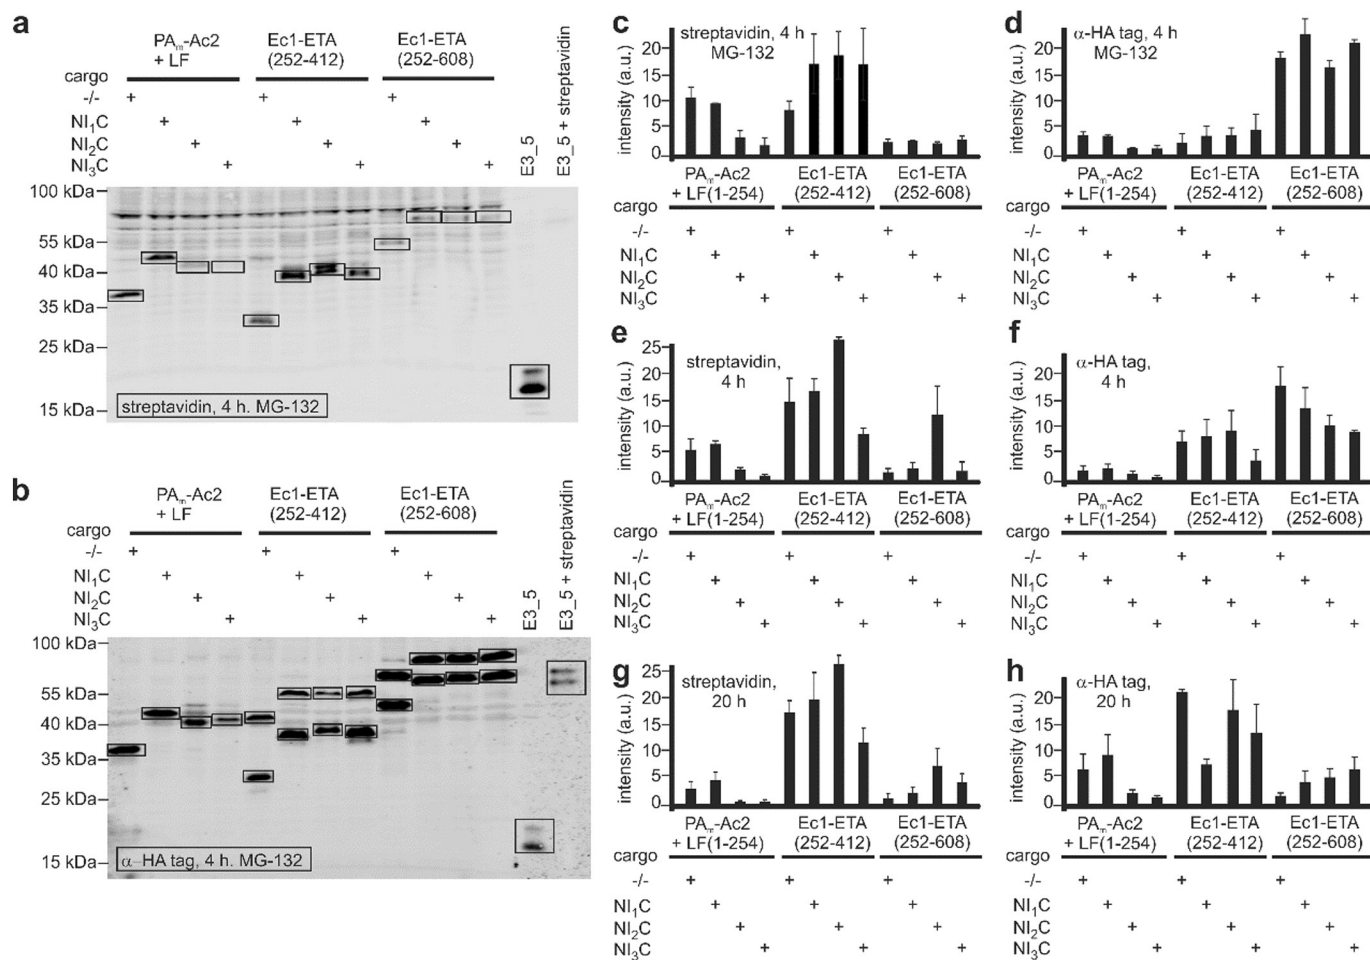 a
PAm-Ac2
+ LF
Ec1-ETA
(252-412)
Ec1-ETA
(252-608)
E3_5
E3_5 + streptavidin
cargo
-/- + + +
NI1C + + +
NI2C + + +
NI3C + + +
100 kDa
55 kDa
40 kDa
35 kDa
25 kDa
15 kDa
streptavidin, 4 h. MG-132
b
PAm-Ac2
+ LF
Ec1-ETA
(252-412)
Ec1-ETA
(252-608)
E3_5
E3_5 + streptavidin
cargo
-/- + + +
NI1C + + +
NI2C + + +
NI3C + + +
100 kDa
55 kDa
40 kDa
35 kDa
25 kDa
15 kDa
α-HA tag, 4 h. MG-132
c
streptavidin, 4 h
MG-132
intensity (a.u.)
20
15
10
5
0
PAm-Ac2
+ LF(1-254)
Ec1-ETA
(252-412)
Ec1-ETA
(252-608)
cargo
-/- + + +
NI1C + + +
NI2C + + +
NI3C + + +
d
α-HA tag, 4 h
MG-132
intensity (a.u.)
20
15
10
5
0
PAm-Ac2
+ LF(1-254)
Ec1-ETA
(252-412)
Ec1-ETA
(252-608)
cargo
-/- + + +
NI1C + + +
NI2C + + +
NI3C + + +
e
streptavidin,
4 h
intensity (a.u.)
25
20
15
10
5
0
PAm-Ac2
+ LF(1-254)
Ec1-ETA
(252-412)
Ec1-ETA
(252-608)
cargo
-/- + + +
NI1C + + +
NI2C + + +
NI3C + + +
f
α-HA tag,
4 h
intensity (a.u.)
20
15
10
5
0
PAm-Ac2
+ LF(1-254)
Ec1-ETA
(252-412)
Ec1-ETA
(252-608)
cargo
-/- + + +
NI1C + + +
NI2C + + +
NI3C + + +
g
streptavidin,
20 h
intensity (a.u.)
25
20
15
10
5
0
PAm-Ac2
+ LF(1-254)
Ec1-ETA
(252-412)
Ec1-ETA
(252-608)
cargo
-/- + + +
NI1C + + +
NI2C + + +
NI3C + + +
h
α-HA tag,
20 h
intensity (a.u.)
20
15
10
5
0
PAm-Ac2
+ LF(1-254)
Ec1-ETA
(252-412)
Ec1-ETA
(252-608)
cargo
-/- + + +
NI1C + + +
NI2C + + +
NI3C + + +